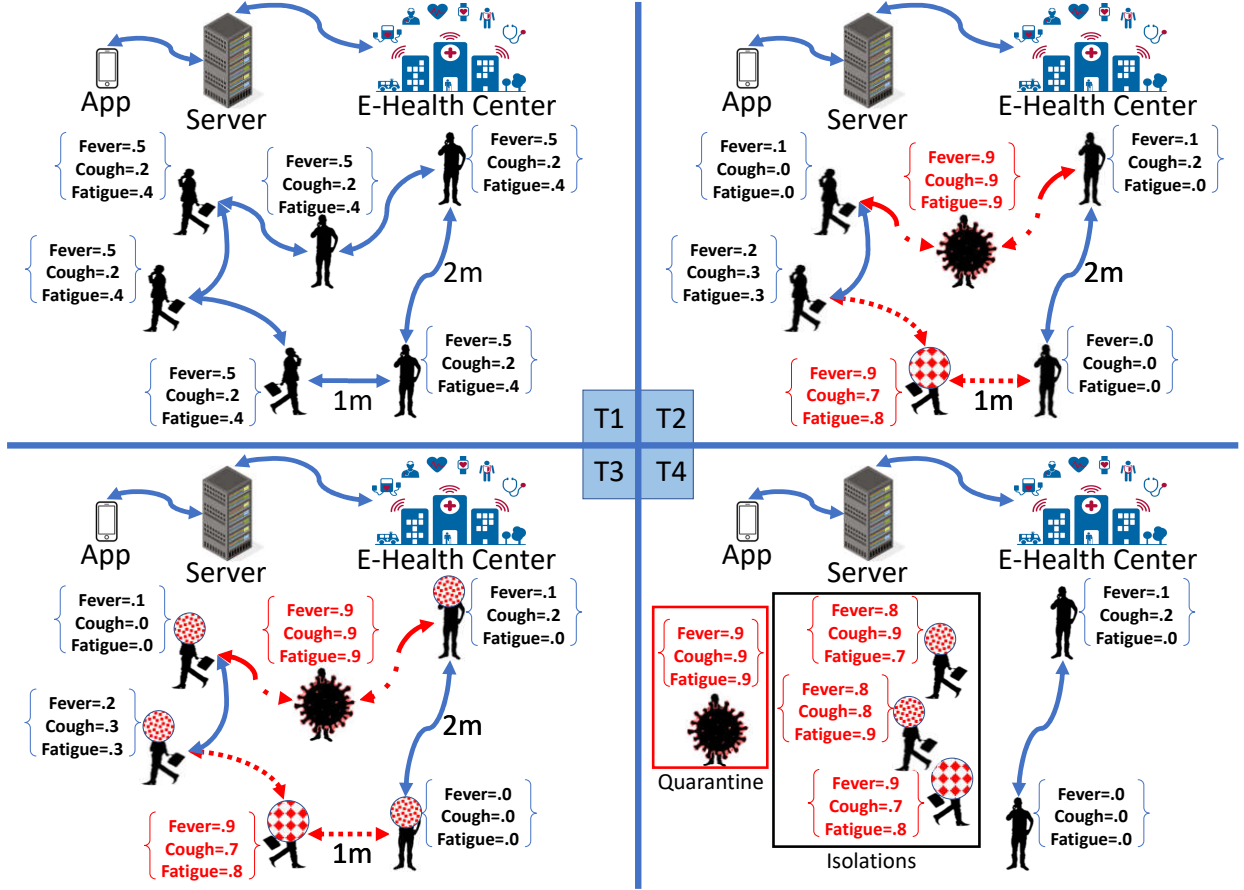 App
Server
E-Health Center
Fever=.5
Cough=.2
Fatigue=.4
Fever=.5
Cough=.2
Fatigue=.4
Fever=.5
Cough=.2
Fatigue=.4
Fever=.5
Cough=.2
Fatigue=.4
2m
Fever=.5
Cough=.2
Fatigue=.4
Fever=.5
Cough=.2
Fatigue=.4
1m
T1
App
Server
E-Health Center
Fever=.1
Cough=.0
Fatigue=.0
Fever=.9
Cough=.9
Fatigue=.9
Fever=.1
Cough=.2
Fatigue=.0
Fever=.2
Cough=.3
Fatigue=.3
2m
Fever=.9
Cough=.7
Fatigue=.8
Fever=.0
Cough=.0
Fatigue=.0
1m
T2
T3
App
Server
E-Health Center
Fever=.1
Cough=.0
Fatigue=.0
Fever=.9
Cough=.9
Fatigue=.9
Fever=.1
Cough=.2
Fatigue=.0
Fever=.2
Cough=.3
Fatigue=.3
2m
Fever=.9
Cough=.7
Fatigue=.8
Fever=.0
Cough=.0
Fatigue=.0
1m
T4
App
Server
E-Health Center
Fever=.9
Cough=.9
Fatigue=.9
Quarantine
Fever=.8
Cough=.9
Fatigue=.7
Fever=.8
Cough=.8
Fatigue=.9
Fever=.9
Cough=.7
Fatigue=.8
Isolations
Fever=.1
Cough=.2
Fatigue=.0
Fever=.0
Cough=.0
Fatigue=.0